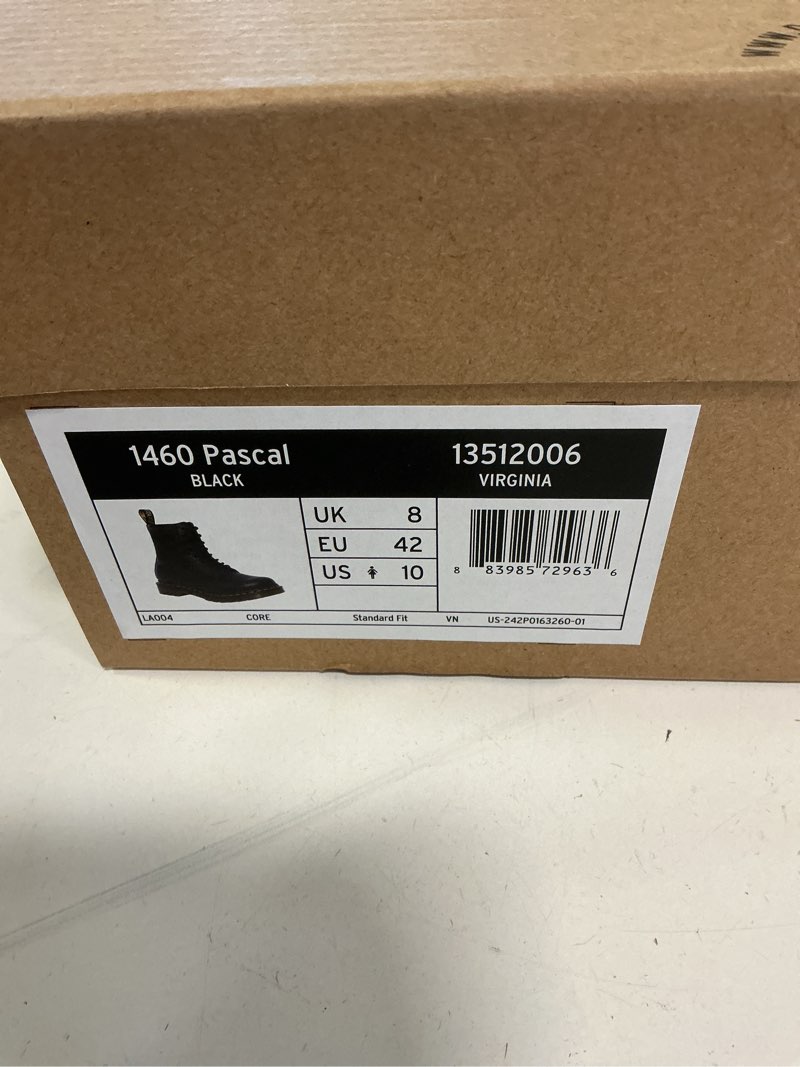 WWW.
1460 Pascal
BLACK
13512006
VIRGINIA
UK 8
EU 42
US 10
8 83985 72963 6
LA004 CORE Standard Fit VN US-242P0163260-01